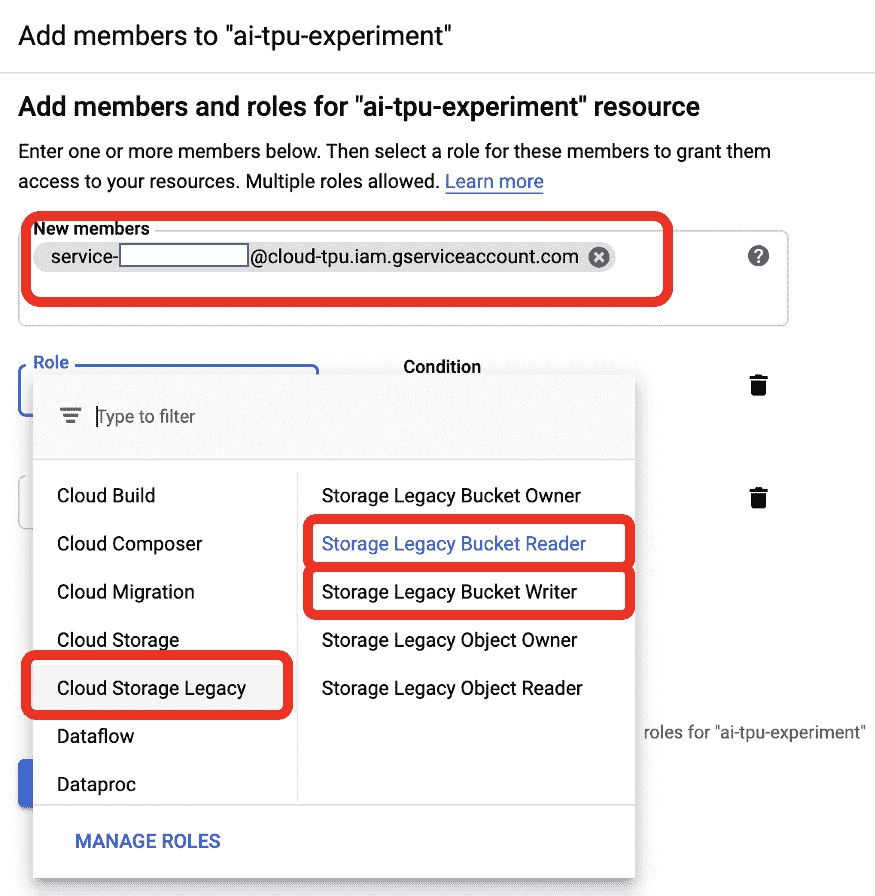 Add members to "ai-tpu-experiment"
Add members and roles for "ai-tpu-experiment" resource
Enter one or more members below. Then select a role for these members to grant them
access to your resources. Multiple roles allowed. Learn more
New members
service- @cloud-tpu.iam.gserviceaccount.com
Role
Condition
Type to filter
Cloud Build
Cloud Composer
Cloud Migration
Cloud Storage
Cloud Storage Legacy
Dataflow
Dataproc
Storage Legacy Bucket Owner
Storage Legacy Bucket Reader
Storage Legacy Bucket Writer
Storage Legacy Object Owner
Storage Legacy Object Reader
roles for "ai-tpu-experiment"
MANAGE ROLES